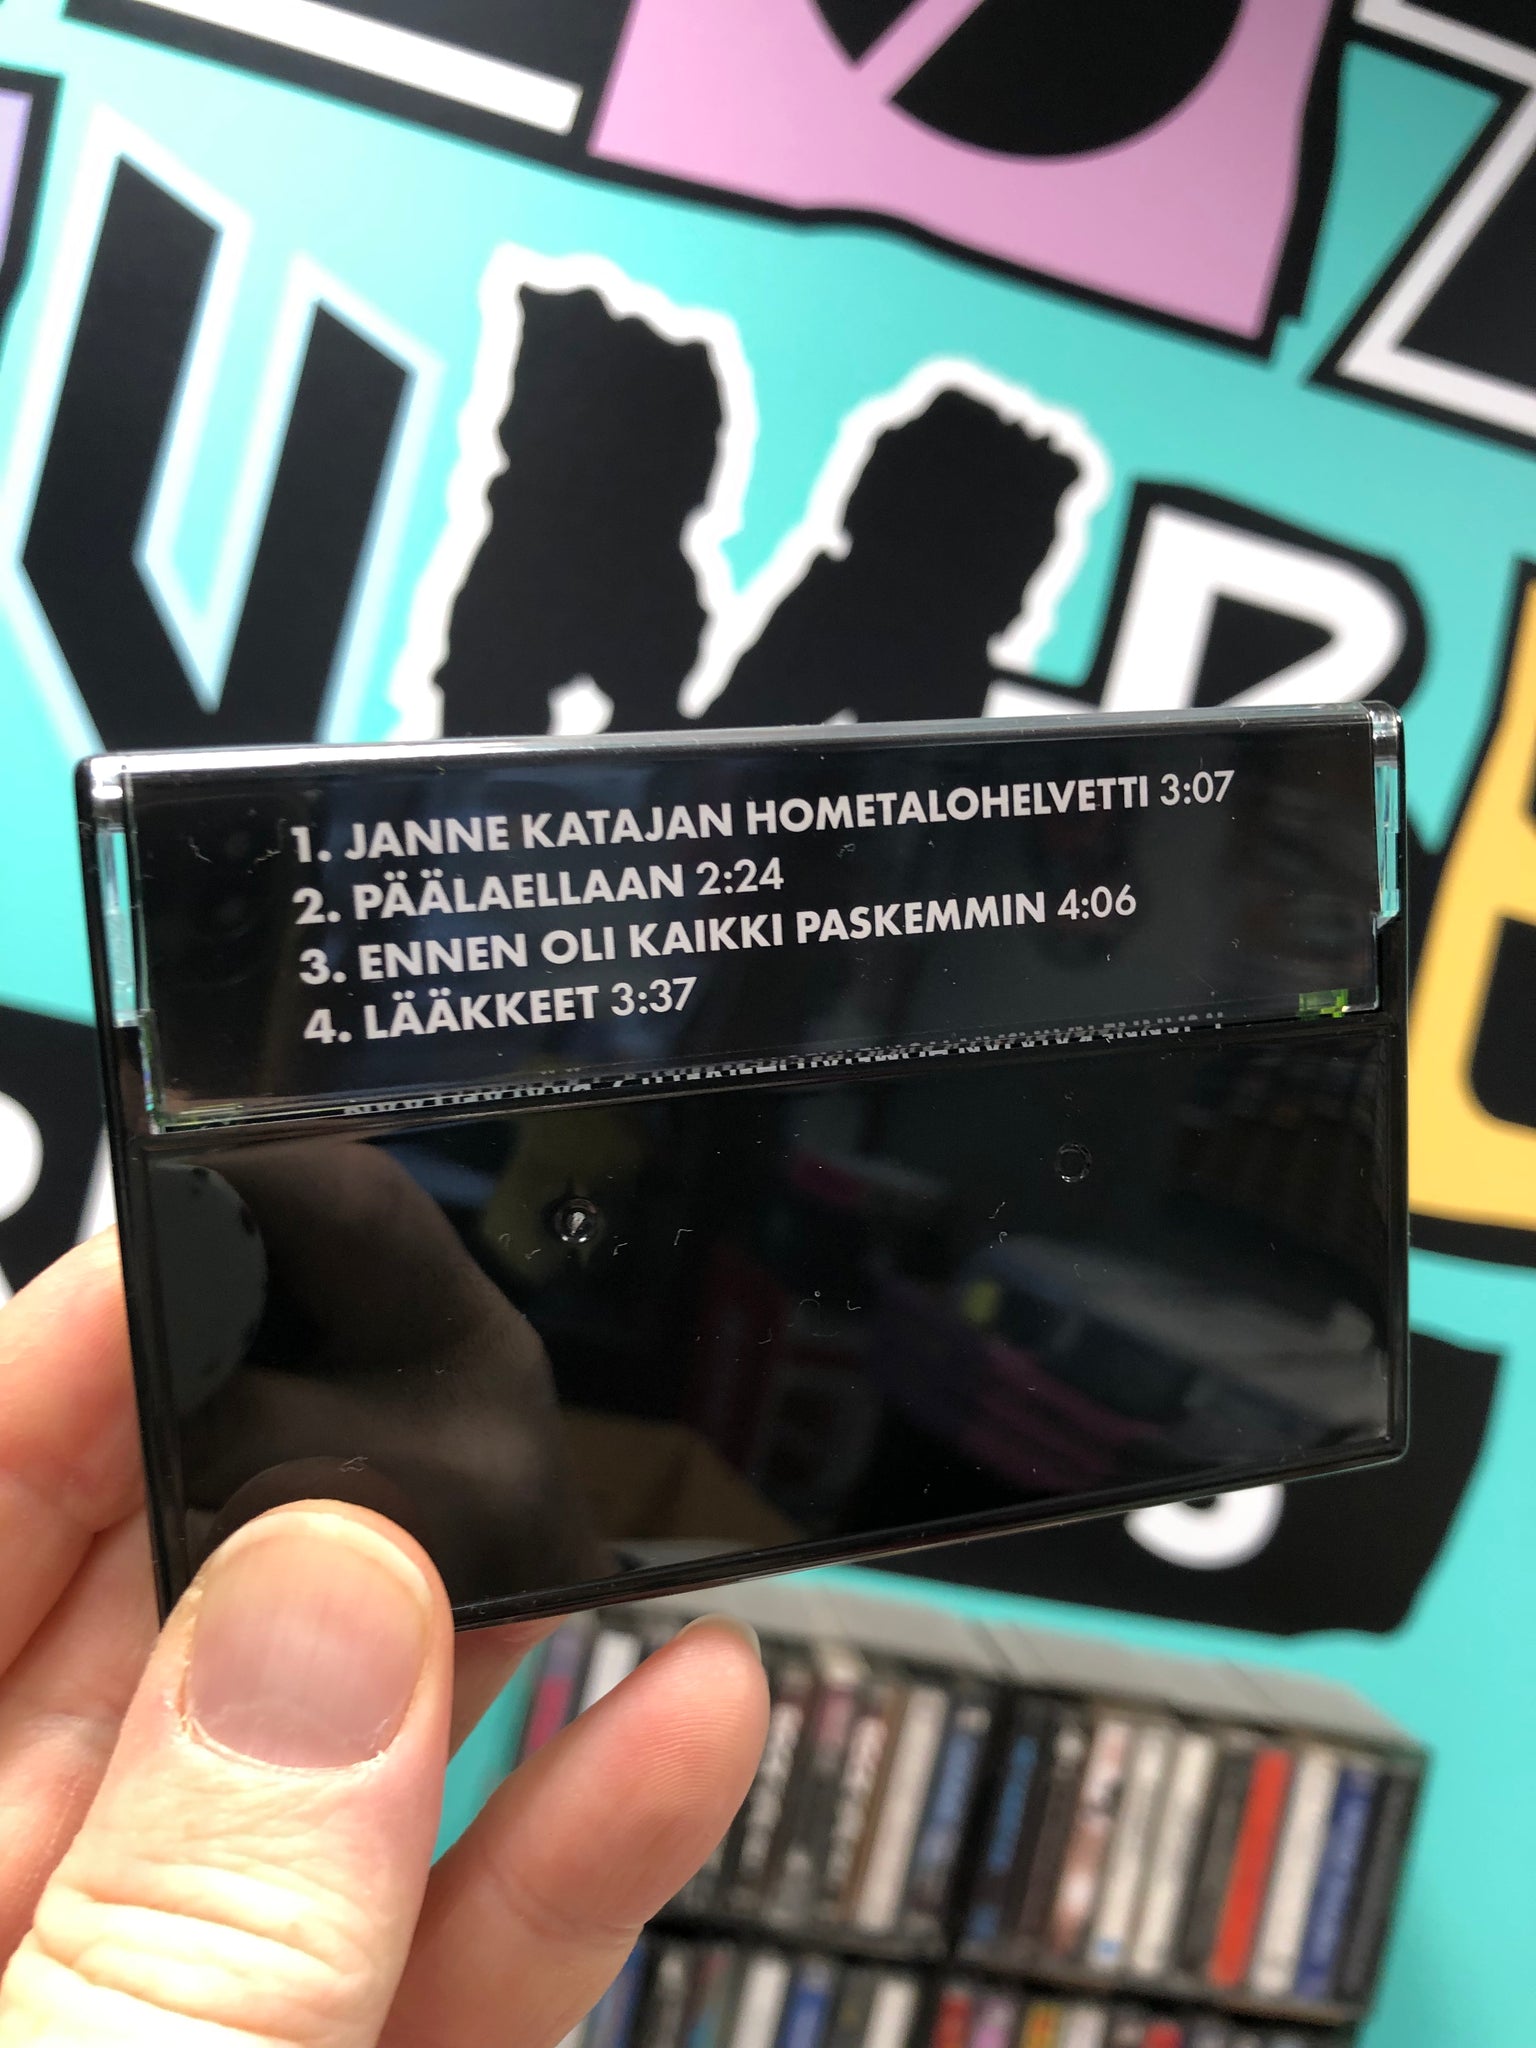 1. JANNE KATAJAN HOMETALOHELVETTI 3:07
2. PÄÄLAELLAAN 2:24
3. ENNEN OLI KAIKKI PASKEMMIN 4:06
4. LÄÄKKEET 3:37